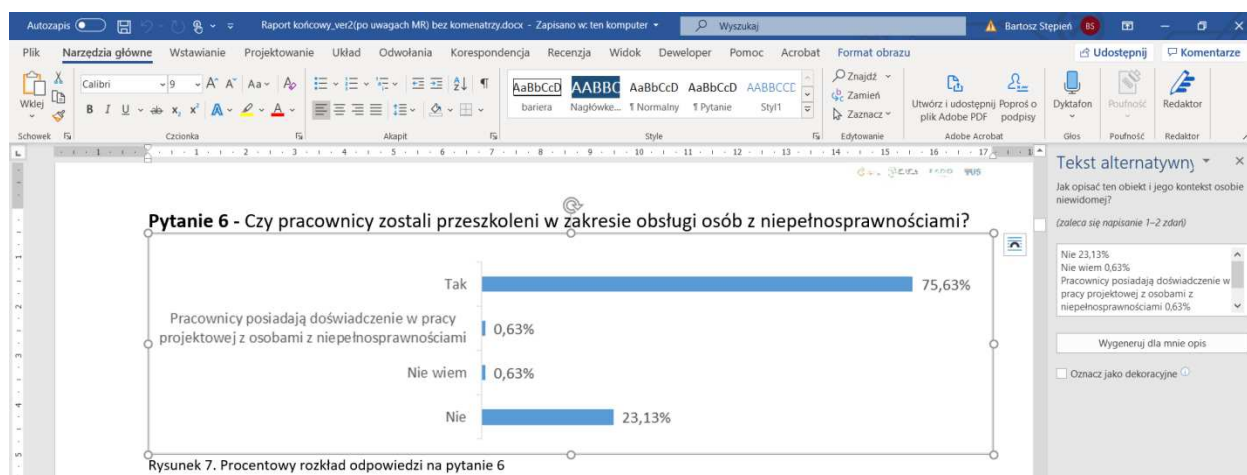 Autozapis Raport końcowy_ver2(po uwagach MR) bez komenatrzy.docx - Zapisano w: ten komputer Wyszukaj Bartosz Stępień BS
Plik Narzędzia główne Wstawianie Projektowanie Układ Odwołania Korespondencja Recenzja Widok Deweloper Pomoc Acrobat Format obrazu Udostępnij Komentarze
Wklej
Calibri 9
AaBbCcD AABBC AaBbCcD AaBbCcD AABBCCC
bariera Nagłówke... 1 Normalny 1 Pytanie Styl1
Znajdź
Zamień
Zaznacz
Utwórz i udostępnij plik Adobe PDF
Poproś o podpisy
Dyktafon
Poufność
Redaktor
Schowek Czcionka Akapit Style Edytowanie Adobe Acrobat Głos Poufność Redaktor
Pytanie 6 - Czy pracownicy zostali przeszkoleni w zakresie obsługi osób z niepełnosprawnościami?
Tak 75,63%
Pracownicy posiadają doświadczenie w pracy
projektowej z osobami z niepełnosprawnościami 0,63%
Nie wiem 0,63%
Nie 23,13%
Rysunek 7. Procentowy rozkład odpowiedzi na pytanie 6
Tekst alternatywny
Jak opisać ten obiekt i jego kontekst osobie
niewidomej?
(zaleca się napisanie 1–2 zdań)
Nie 23,13%
Nie wiem 0,63%
Pracownicy posiadają doświadczenie w
pracy projektowej z osobami z
niepełnosprawnościami 0,63%
Wygeneruj dla mnie opis
Oznacz jako dekoracyjne